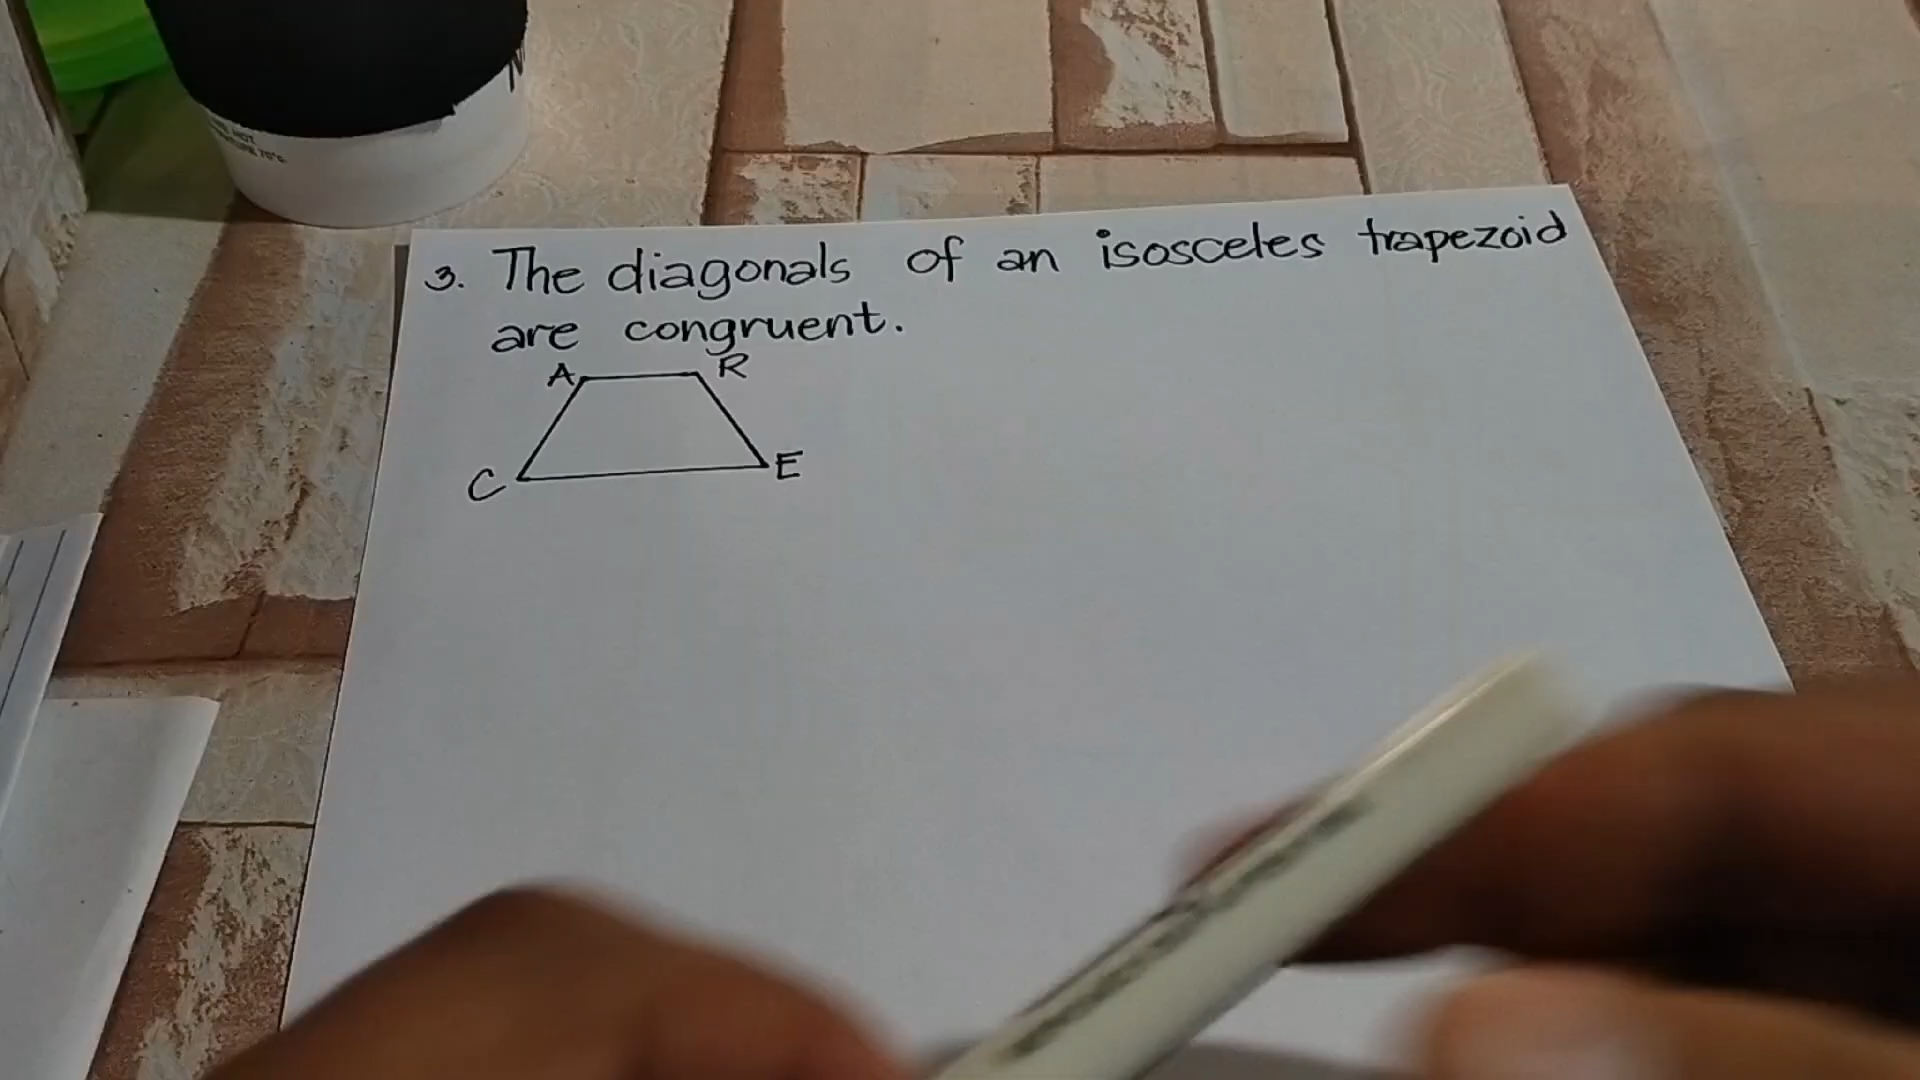 3. The diagonals of an isosceles trapezoid
are congruent.
A R
C E